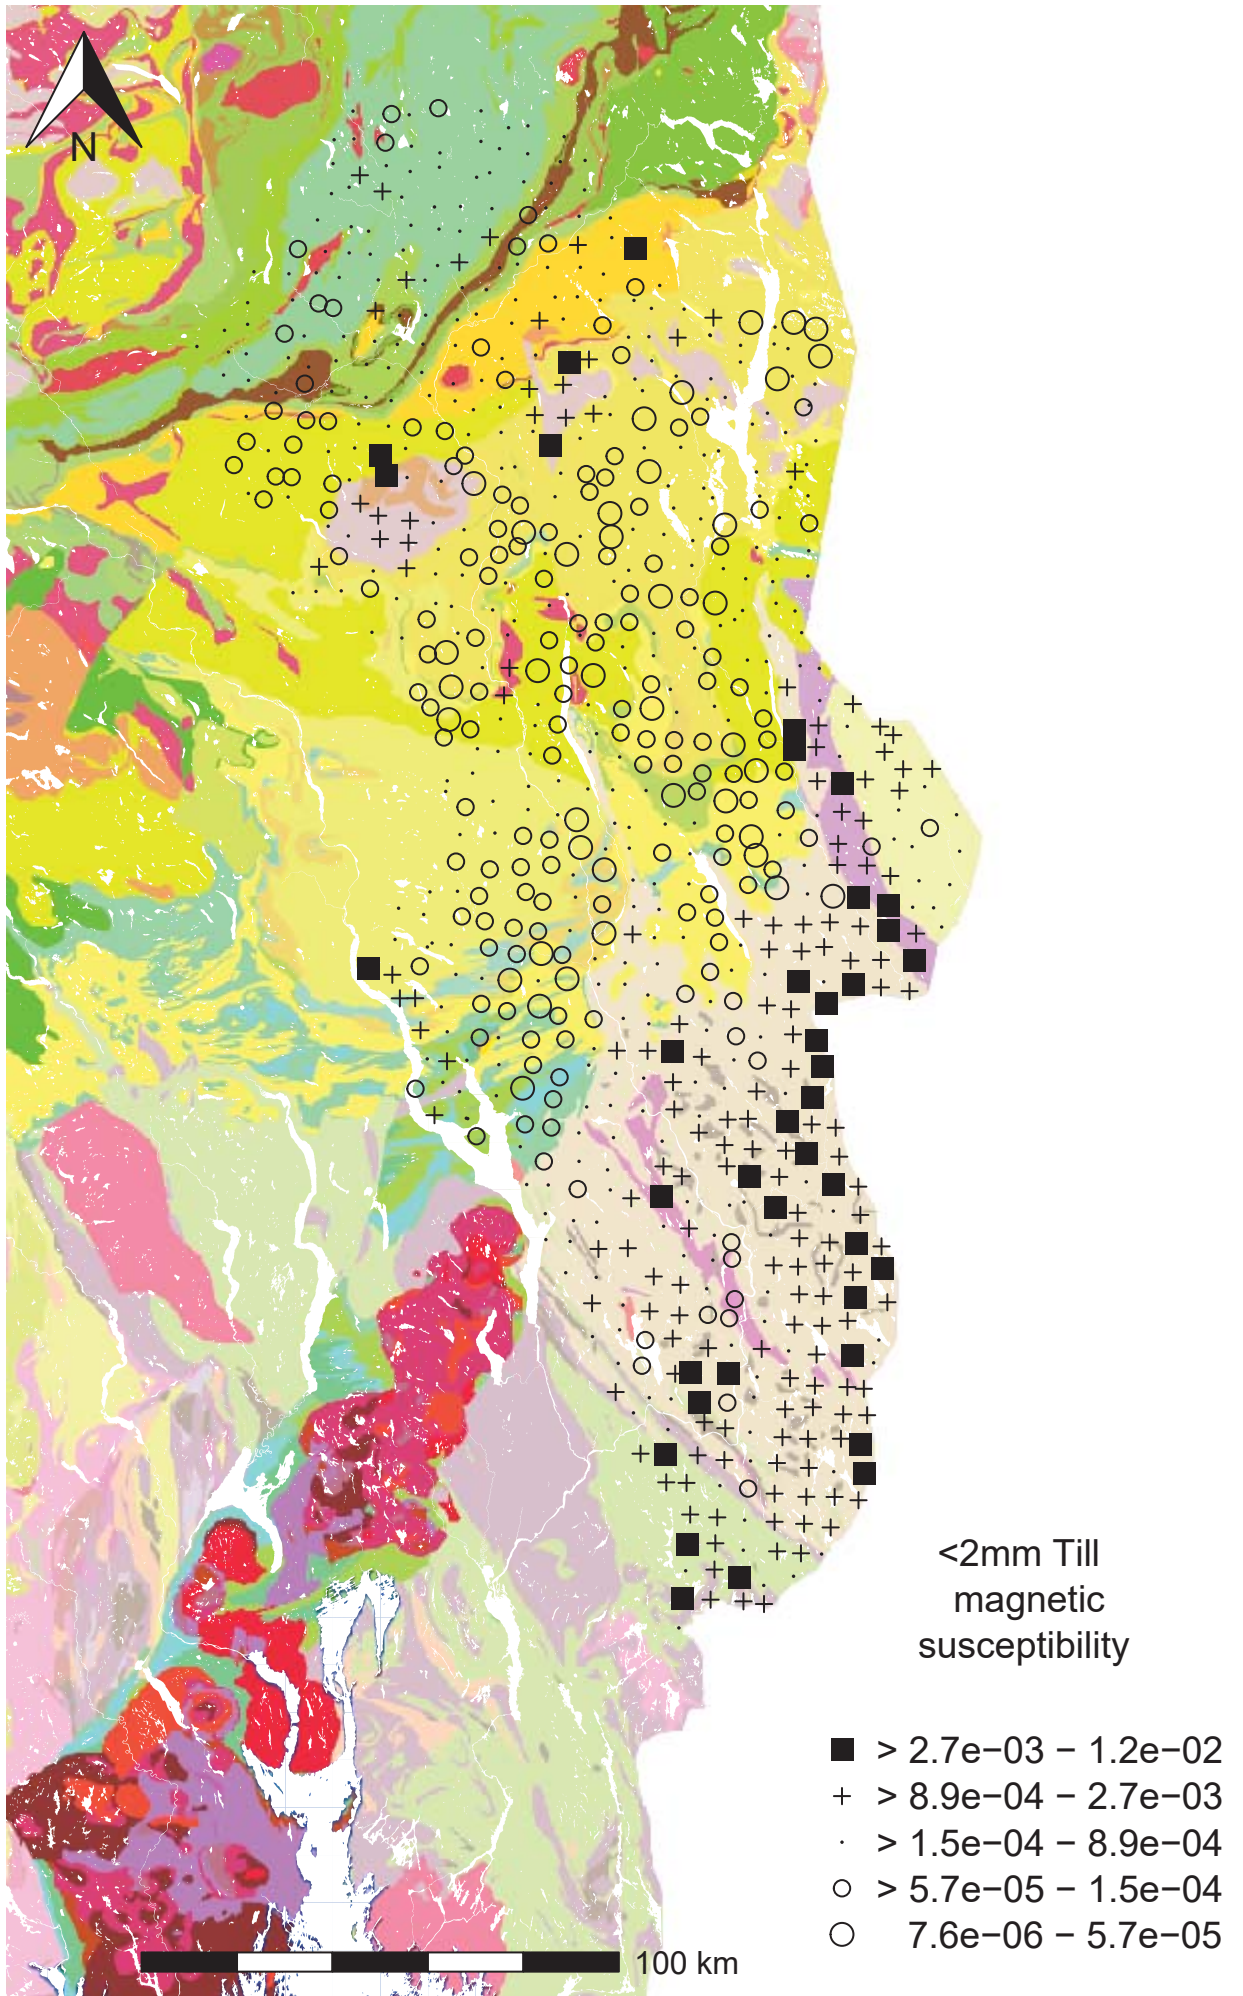 N
<2mm Till
magnetic
susceptibility
> 2.7e−03 − 1.2e−02
> 8.9e−04 − 2.7e−03
> 1.5e−04 − 8.9e−04
> 5.7e−05 − 1.5e−04
7.6e−06 − 5.7e−05
100 km